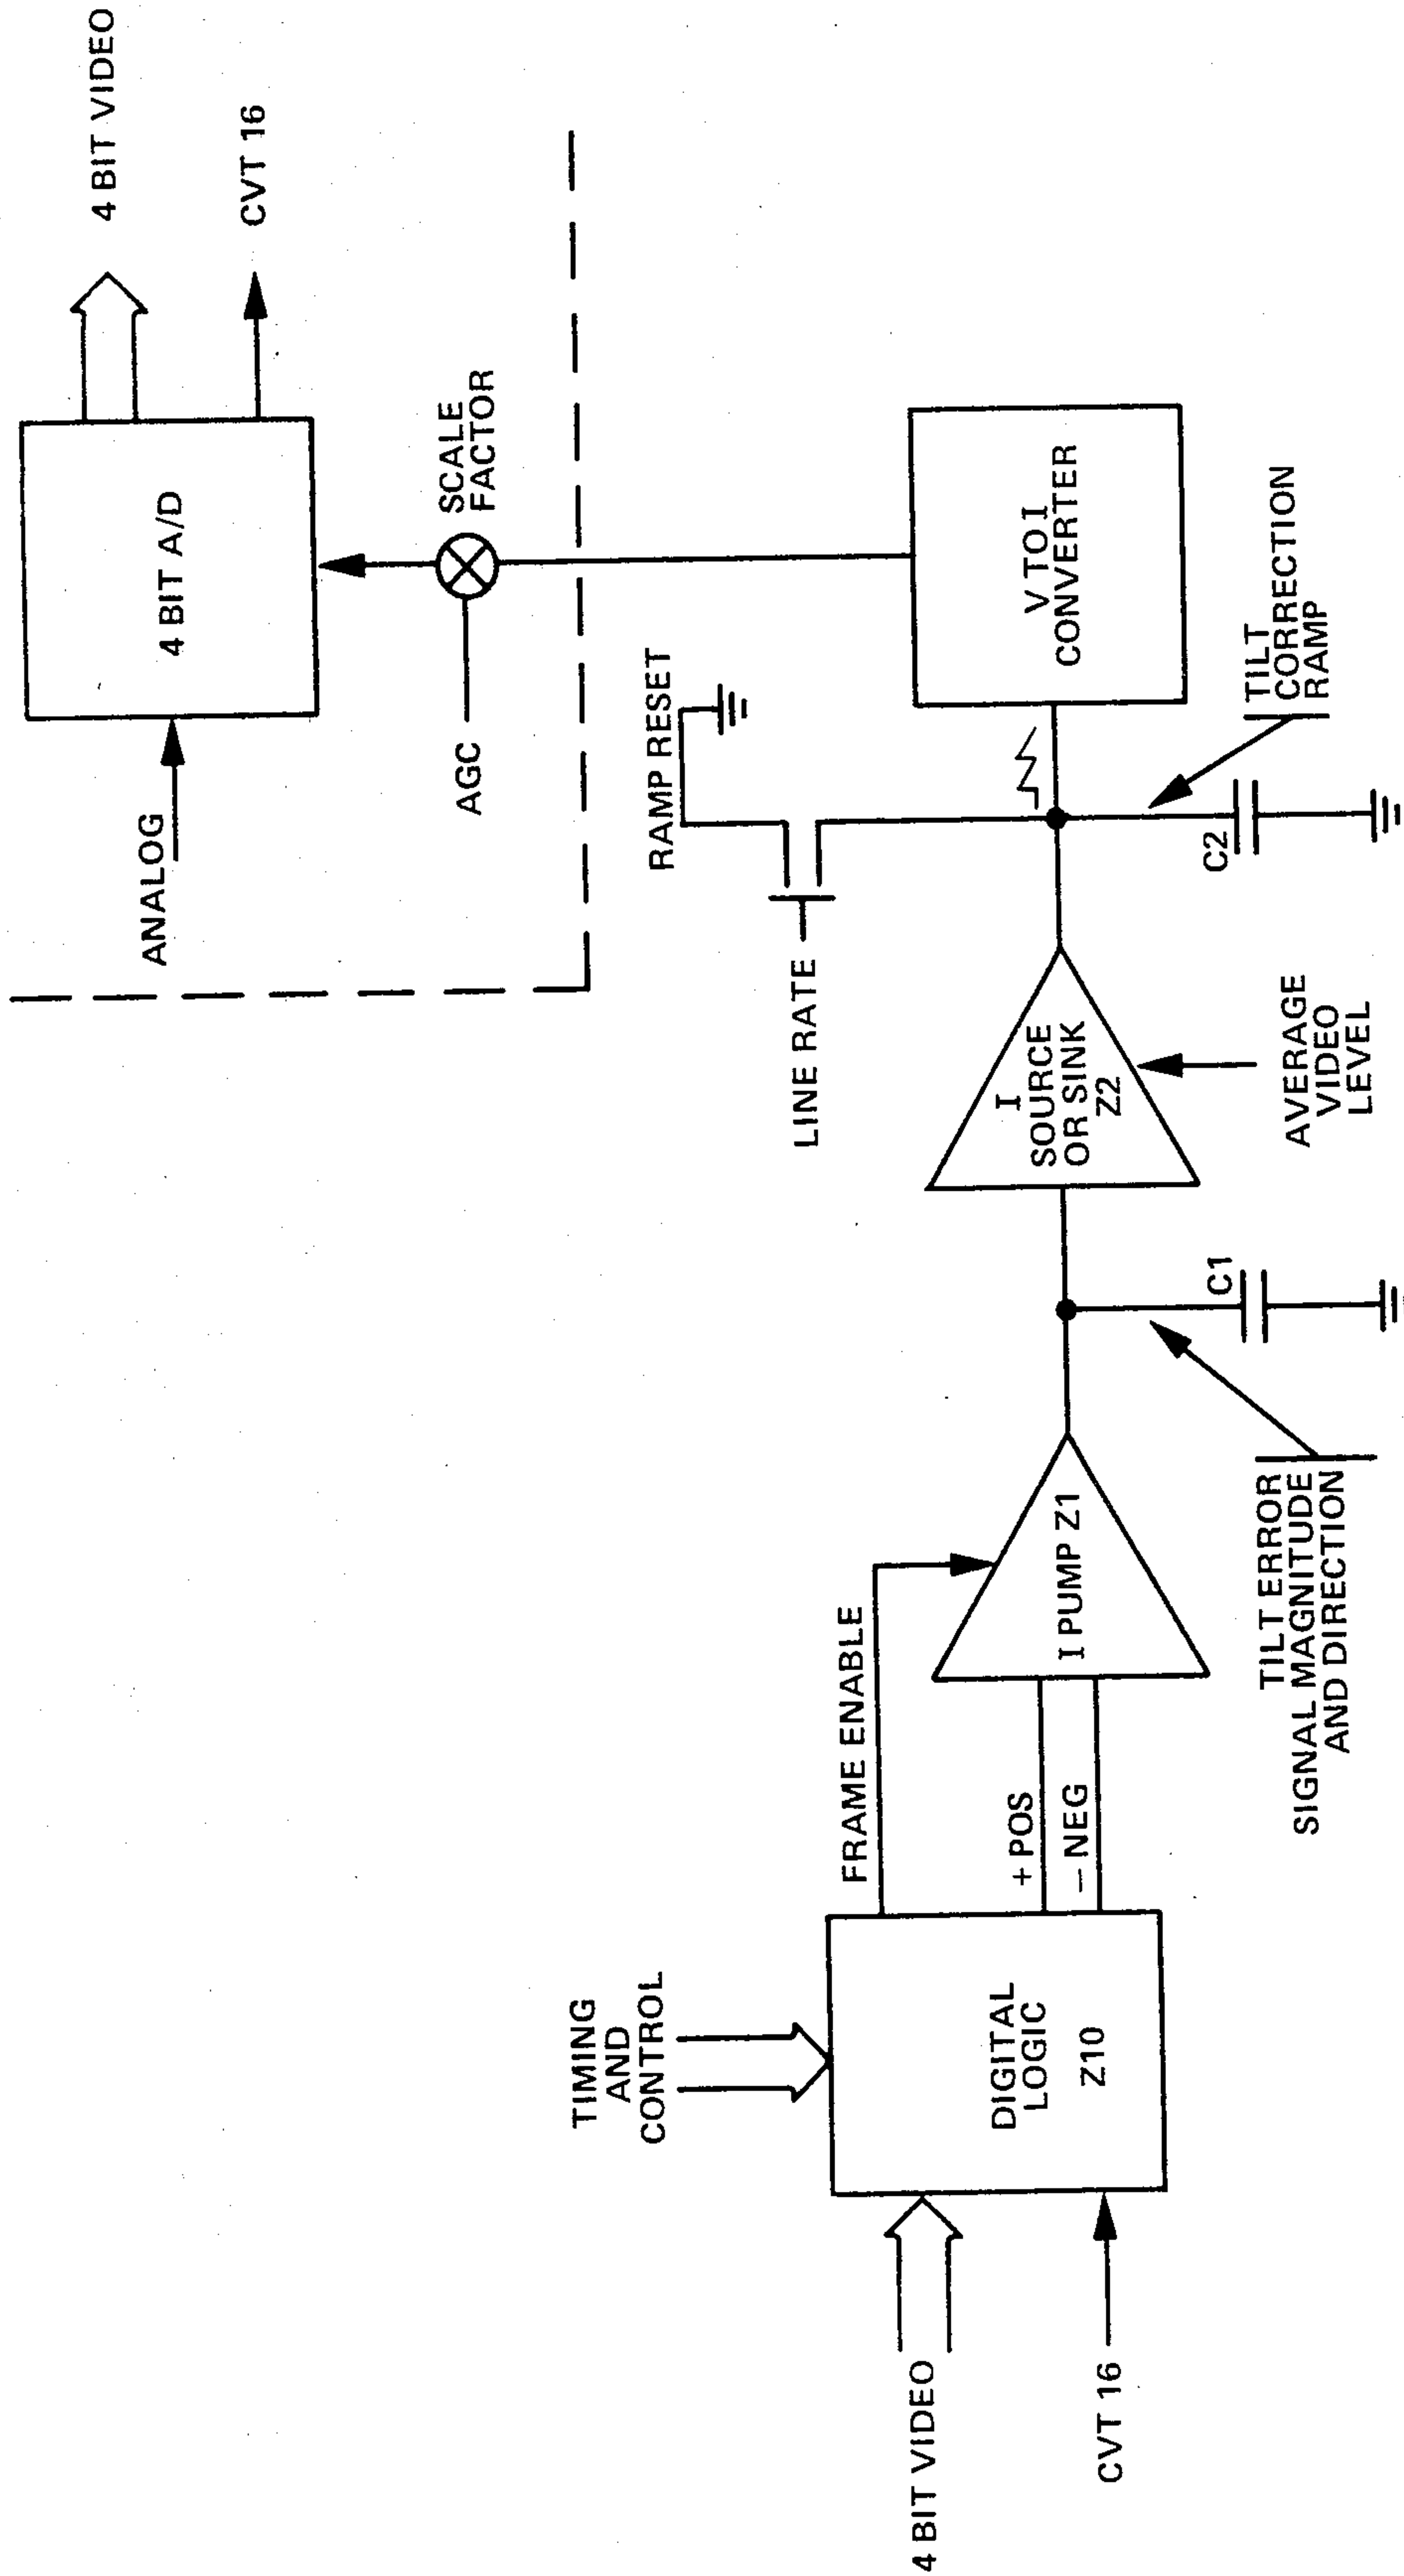 4 BIT VIDEO
CVT 16
4 BIT A/D
ANALOG
SCALE
FACTOR
AGC
RAMP RESET
LINE RATE
V TO I
CONVERTER
TILT
CORRECTION
RAMP
C2
I
SOURCE
OR SINK
Z2
AVERAGE
VIDEO
LEVEL
C1
I PUMP Z1
TILT ERROR
SIGNAL MAGNITUDE
AND DIRECTION
FRAME ENABLE
+ POS
– NEG
TIMING
AND
CONTROL
DIGITAL
LOGIC
Z10
4 BIT VIDEO
CVT 16